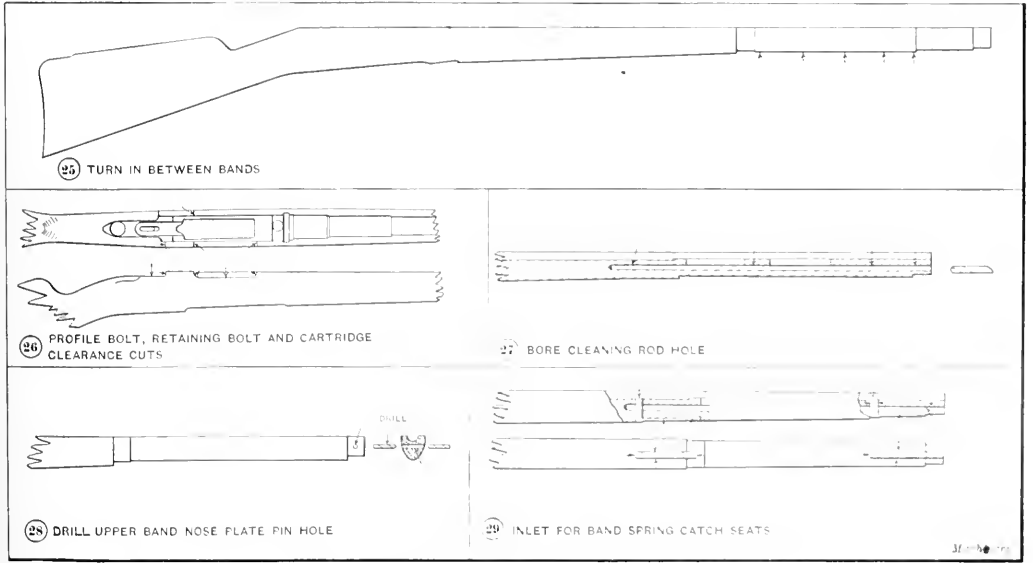 25 TURN IN BETWEEN BANDS
26 PROFILE BOLT, RETAINING BOLT AND CARTRIDGE
CLEARANCE CUTS
27 BORE CLEANING ROD HOLE
DRILL
28 DRILL UPPER BAND NOSE PLATE PIN HOLE
29 INLET FOR BAND SPRING CATCH SEATS